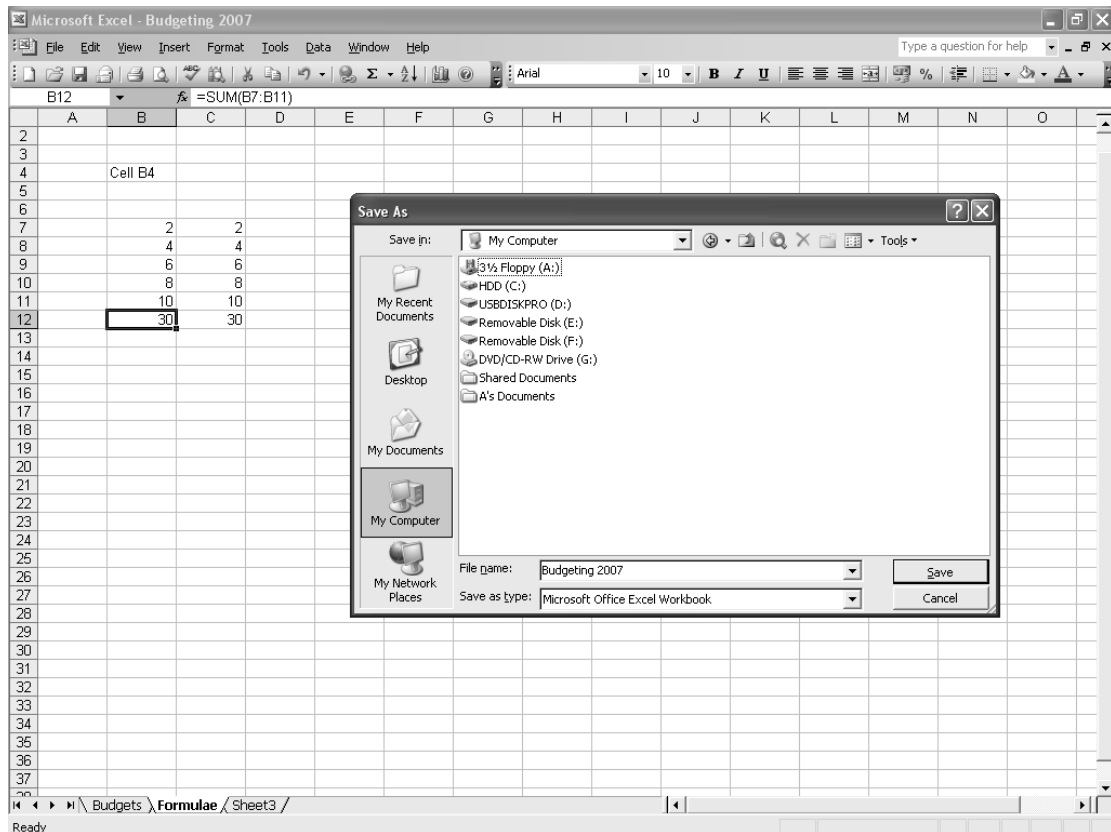 Microsoft Excel - Budgeting 2007
File Edit View Insert Format Tools Data Window Help Type a question for help
Arial 10 B I U % A
B12 fx =SUM(B7:B11)
A B C D E F G H I J K L M N O
2
3
4 Cell B4
5
6
7 2 2
8 4 4
9 6 6
10 8 8
11 10 10
12 30 30
13
14
15
16
17
18
19
20
21
22
23
24
25
26
27
28
29
30
31
32
33
34
35
36
37
Save As
Save in: My Computer Tools
3½ Floppy (A:)
HDD (C:)
USBDISKPRO (D:)
Removable Disk (E:)
Removable Disk (F:)
DVD/CD-RW Drive (G:)
Shared Documents
A's Documents
My Recent
Documents
Desktop
My Documents
My Computer
My Network
Places
File name: Budgeting 2007 Save
Save as type: Microsoft Office Excel Workbook Cancel
Budgets Formulae Sheet3
Ready